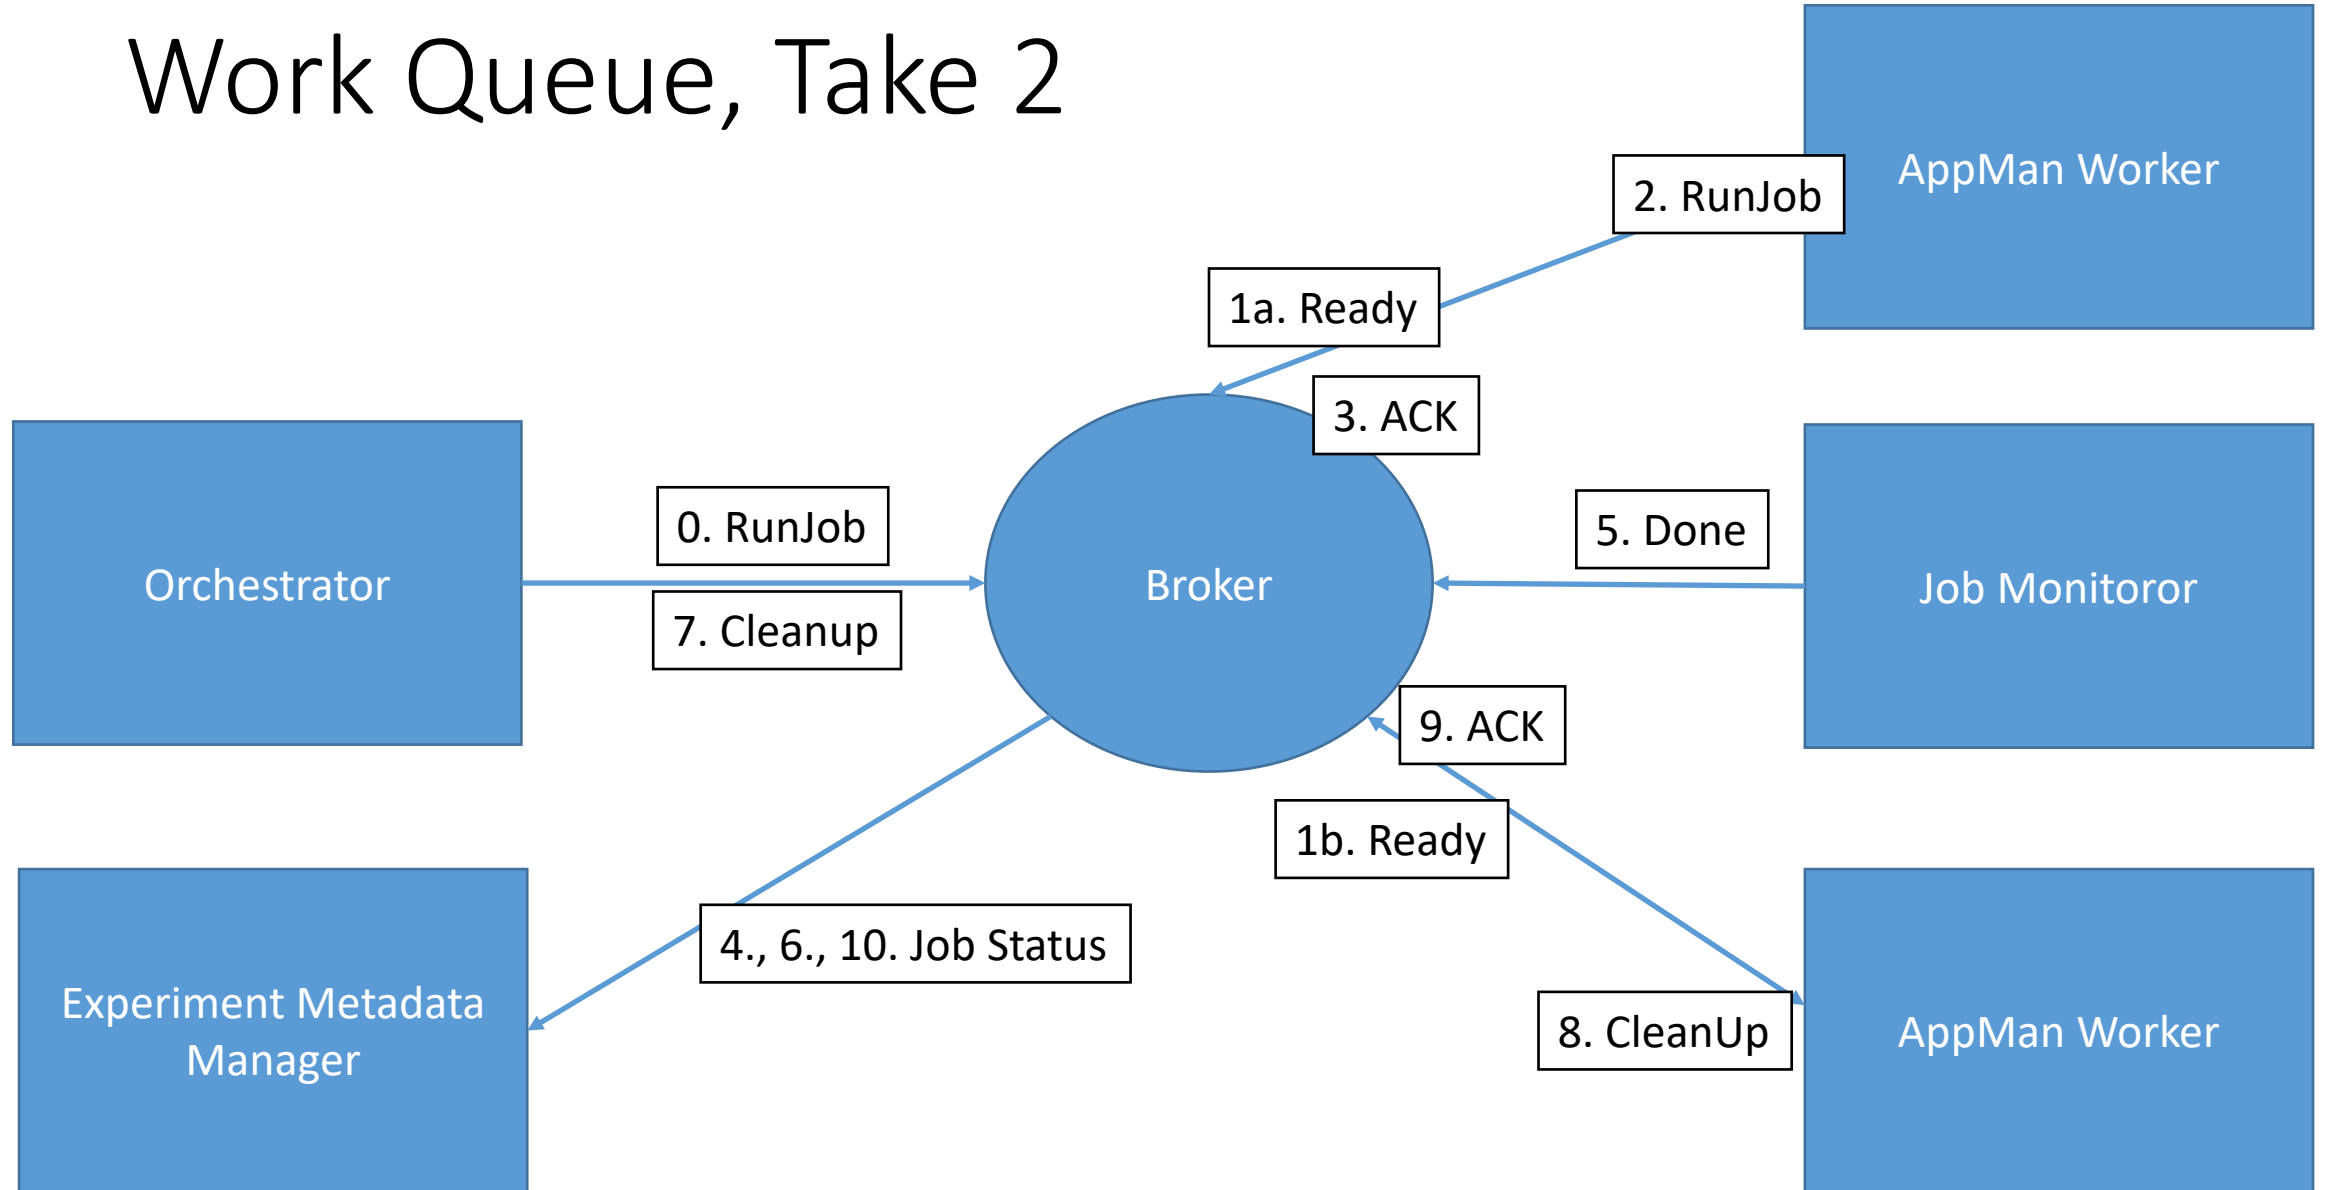 Work Queue, Take 2
AppMan Worker
2. RunJob
1a. Ready
3. ACK
0. RunJob
5. Done
Orchestrator
Broker
Job Monitoror
7. Cleanup
9. ACK
1b. Ready
4., 6., 10. Job Status
Experiment Metadata
Manager
8. CleanUp
AppMan Worker